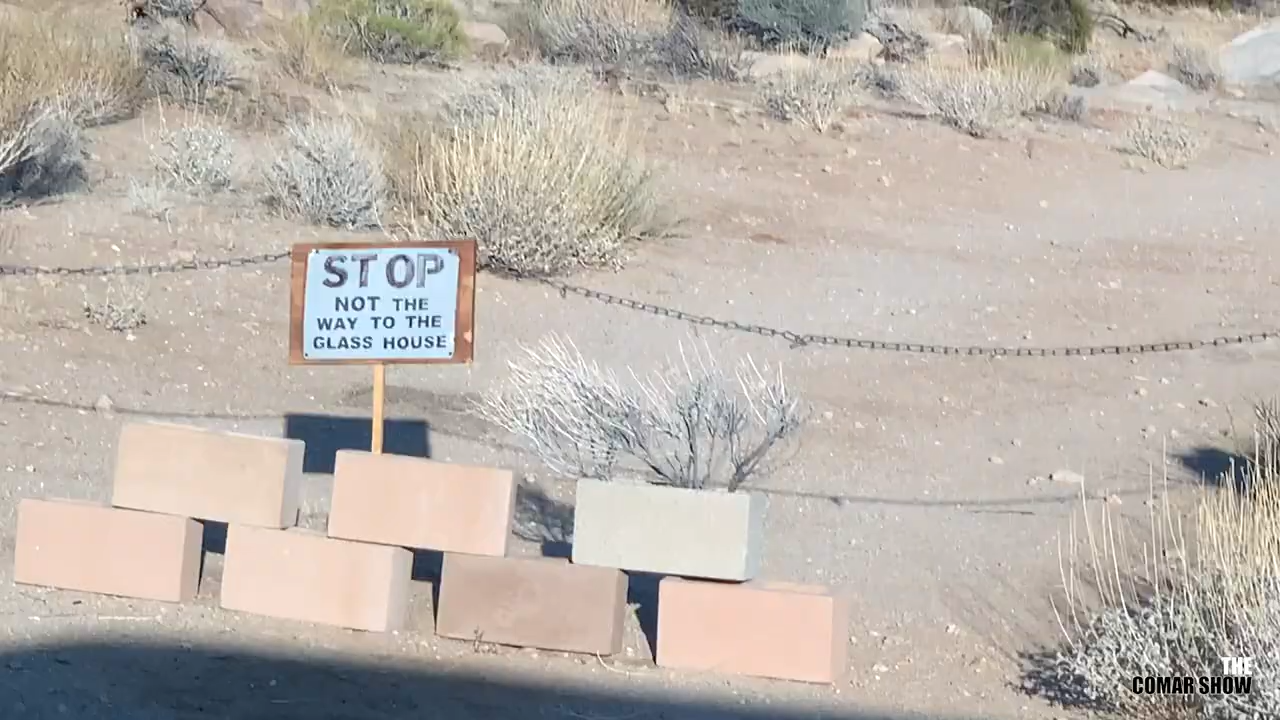 STOP
NOT THE
WAY TO THE
GLASS HOUSE
THE
COMAR SHOW